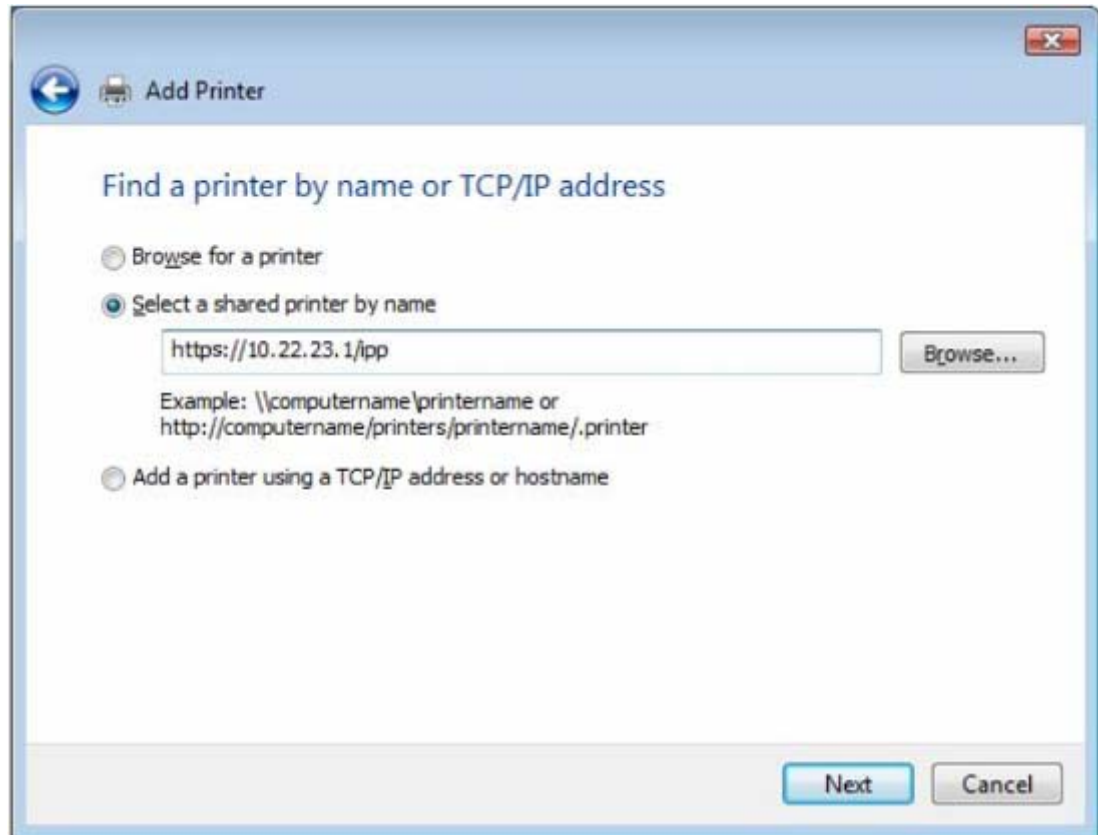 Add Printer
Find a printer by name or TCP/IP address
Browse for a printer
Select a shared printer by name
https://10.22.23.1/ipp
Browse...
Example: \\computername\printername or
http://computername/printers/printername/.printer
Add a printer using a TCP/IP address or hostname
Next
Cancel